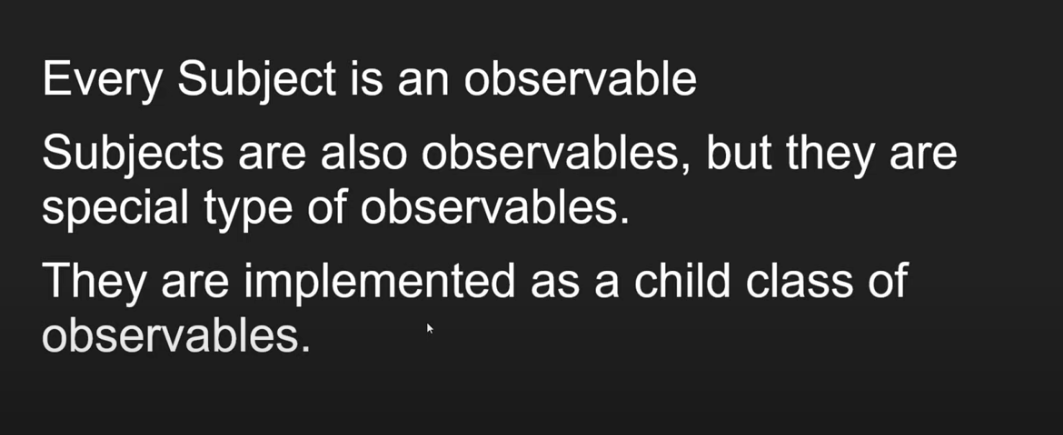 Every Subject is an observable
Subjects are also observables, but they are
special type of observables.
They are implemented as a child class of
observables.